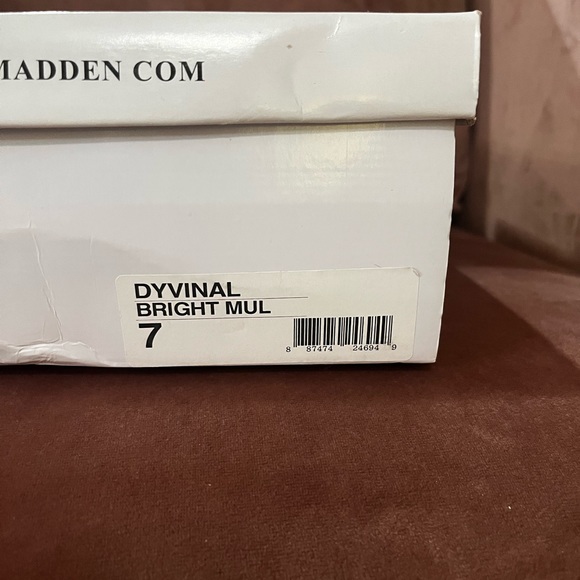 MADDEN COM
DYVINAL
BRIGHT MUL
7
8 87474 24694 9